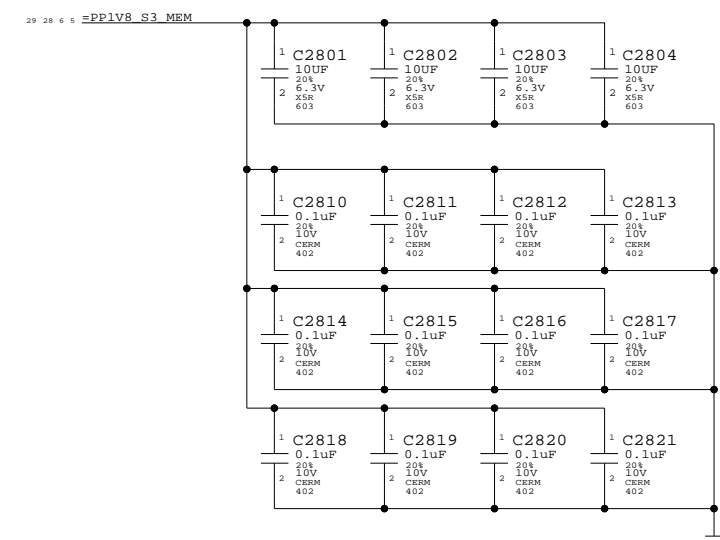 29 28 6 5 =PP1V8_S3_MEM
1 C2801 1 C2802 1 C2803 1 C2804
10UF 10UF 10UF 10UF
20% 20% 20% 20%
2 6.3V 2 6.3V 2 6.3V 2 6.3V
X5R X5R X5R X5R
603 603 603 603
1 C2810 1 C2811 1 C2812 1 C2813
0.1uF 0.1uF 0.1uF 0.1uF
20% 20% 20% 20%
2 10V 2 10V 2 10V 2 10V
CERM CERM CERM CERM
402 402 402 402
1 C2814 1 C2815 1 C2816 1 C2817
0.1uF 0.1uF 0.1uF 0.1uF
20% 20% 20% 20%
2 10V 2 10V 2 10V 2 10V
CERM CERM CERM CERM
402 402 402 402
1 C2818 1 C2819 1 C2820 1 C2821
0.1uF 0.1uF 0.1uF 0.1uF
20% 20% 20% 20%
2 10V 2 10V 2 10V 2 10V
CERM CERM CERM CERM
402 402 402 402